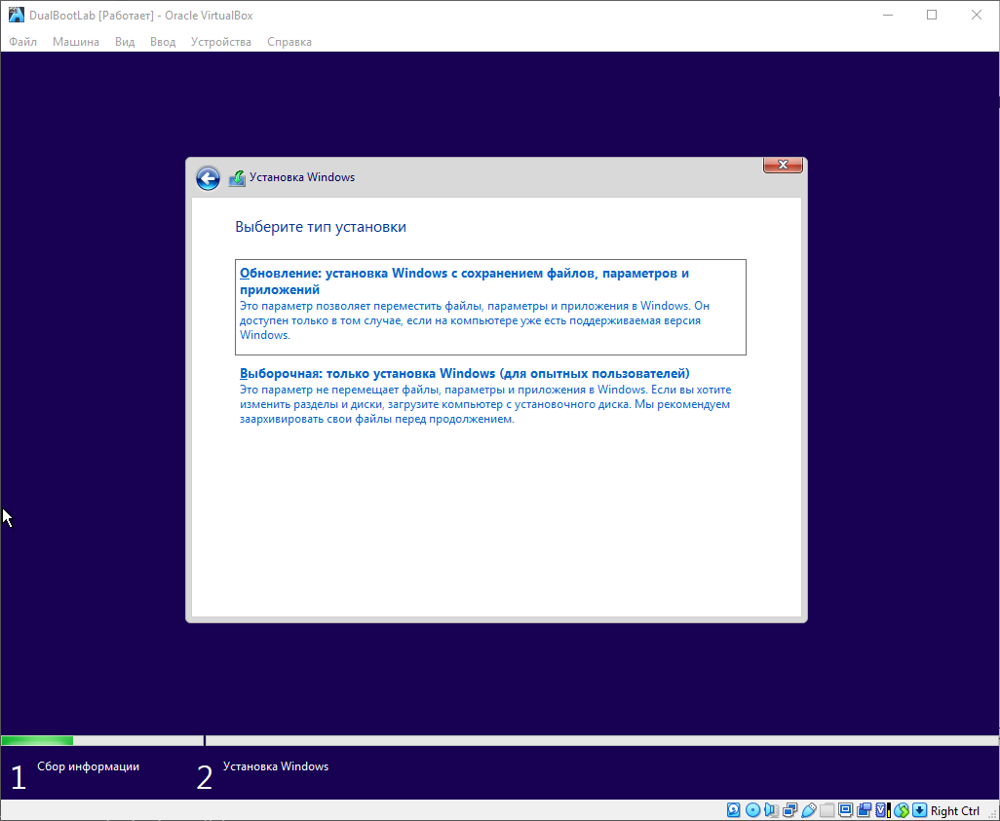 DualBootLab [Работает] - Oracle VirtualBox
Файл Машина Вид Ввод Устройства Справка
Установка Windows
Выберите тип установки
Обновление: установка Windows с сохранением файлов, параметров и
приложений
Это параметр позволяет переместить файлы, параметры и приложения в Windows. Он
доступен только в том случае, если на компьютере уже есть поддерживаемая версия
Windows.
Выборочная: только установка Windows (для опытных пользователей)
Это параметр не перемещает файлы, параметры и приложения в Windows. Если вы хотите
изменить разделы и диски, загрузите компьютер с установочного диска. Мы рекомендуем
заархивировать свои файлы перед продолжением.
1 Сбор информации 2 Установка Windows
Right Ctrl